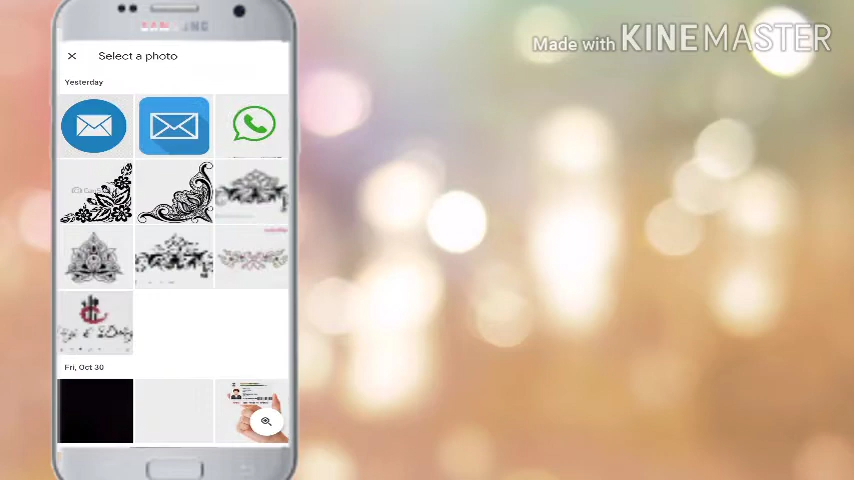 SAMSUNG
Made with KINEMASTER
Select a photo
Yesterday
Fri, Oct 30